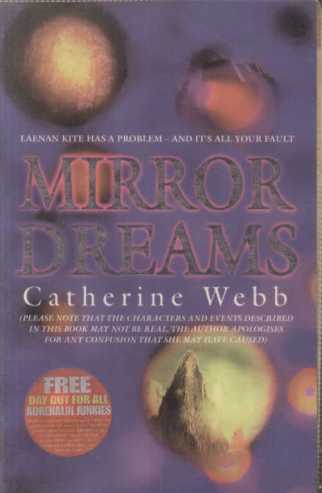 LAENAN KITE HAS A PROBLEM – AND IT'S ALL YOUR FAULT
MIRROR
DREAMS
Catherine Webb
(PLEASE NOTE THAT THE CHARACTERS AND EVENTS DESCRIBED
IN THIS BOOK MAY NOT BE REAL. THE AUTHOR APOLOGISES
FOR ANY CONFUSION THAT SHE MAY HAVE CAUSED)
FREE
DAY OUT FOR ALL
ADRENALIN JUNKIES